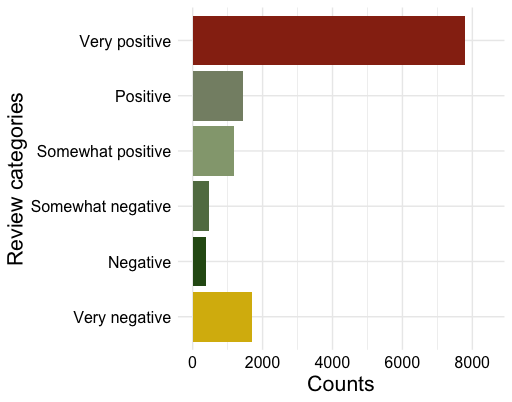 Review categories
Very positive
Positive
Somewhat positive
Somewhat negative
Negative
Very negative
0 2000 4000 6000 8000
Counts